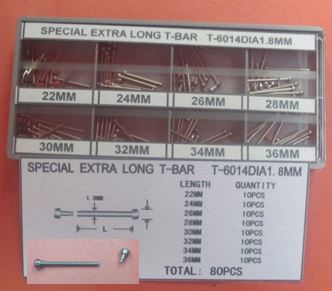 SPECIAL EXTRA LONG T-BAR T-6014DIA1.8MM
22MM 24MM 26MM 28MM
30MM 32MM 34MM 36MM
SPECIAL EXTRA LONG T-BAR T-6014DIA1.8MM
LENGTH QUANTITY
22MM 10PCS
24MM 10PCS
26MM 10PCS
28MM 10PCS
30MM 10PCS
32MM 10PCS
34MM 10PCS
36MM 10PCS
1.8MM
L
TOTAL: 80PCS